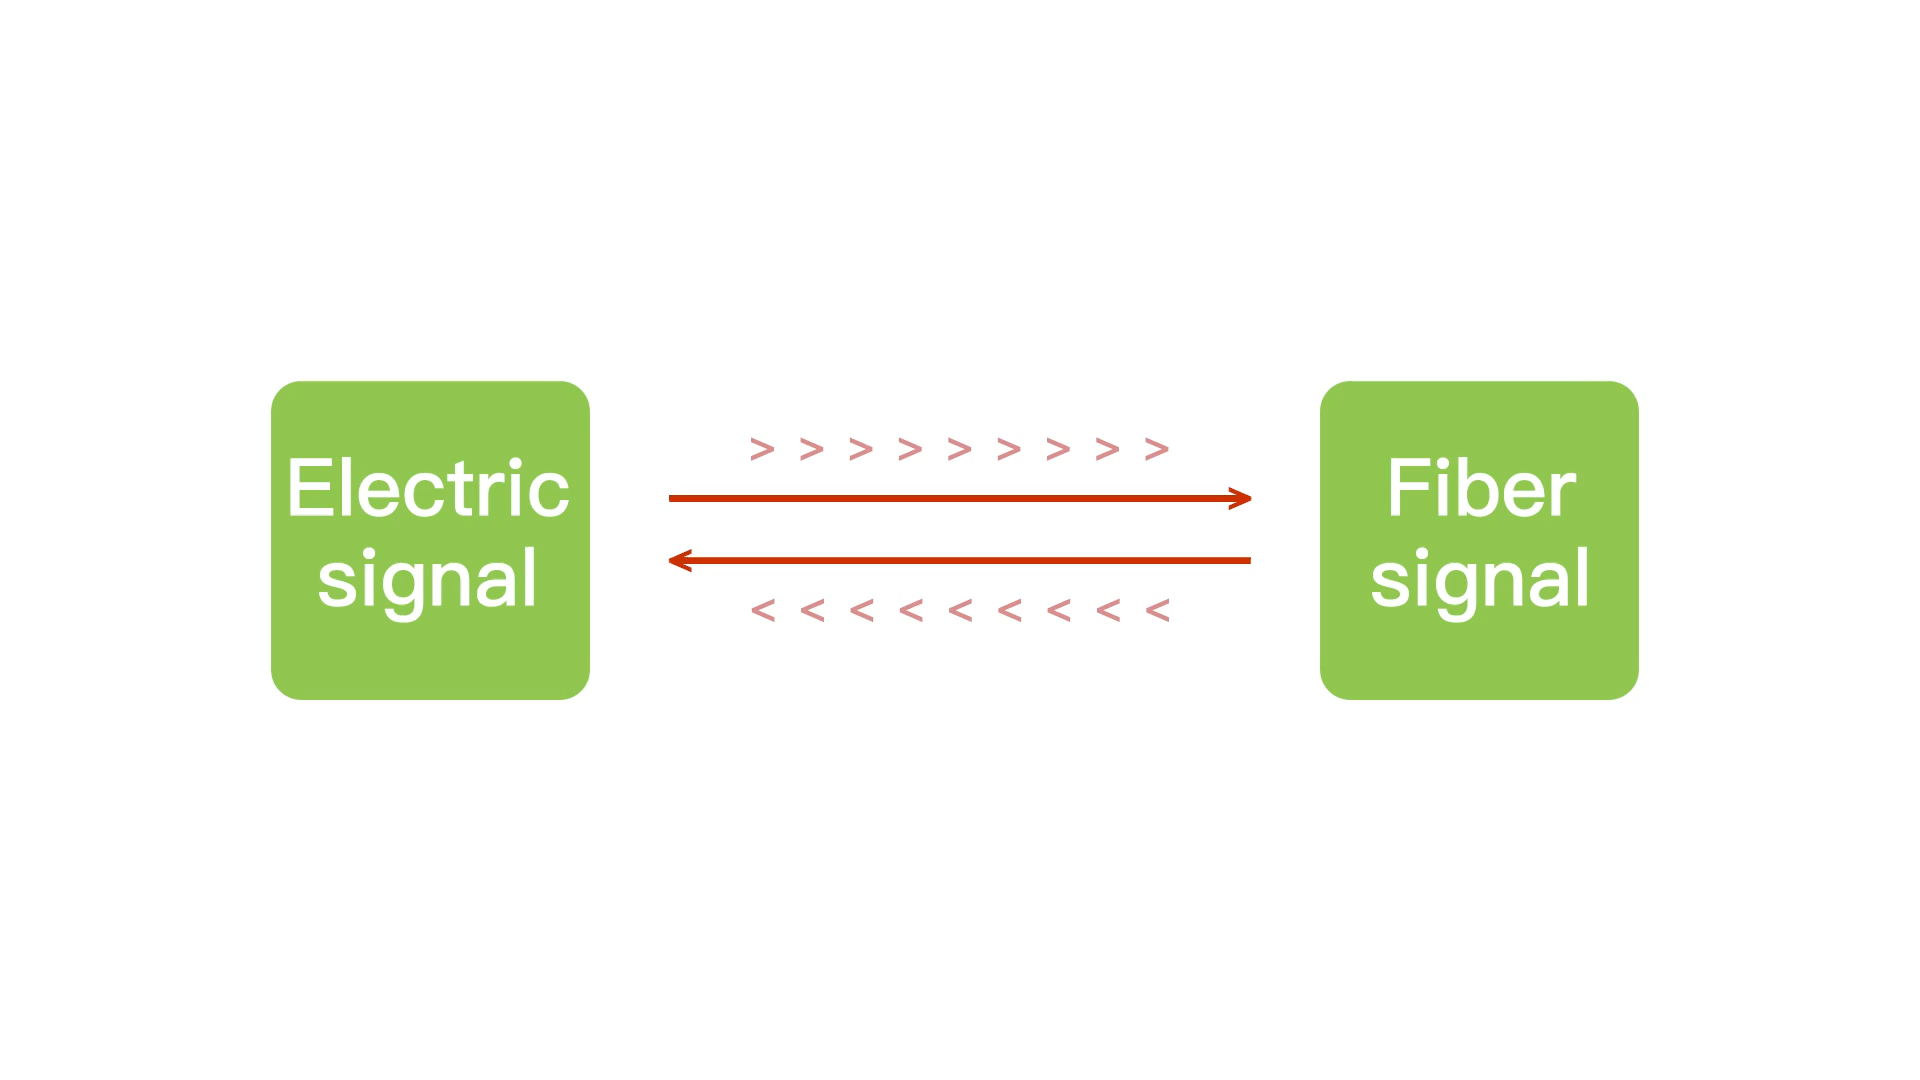 Electric
signal
> > > > > > > > >
< < < < < < < < <
Fiber
signal